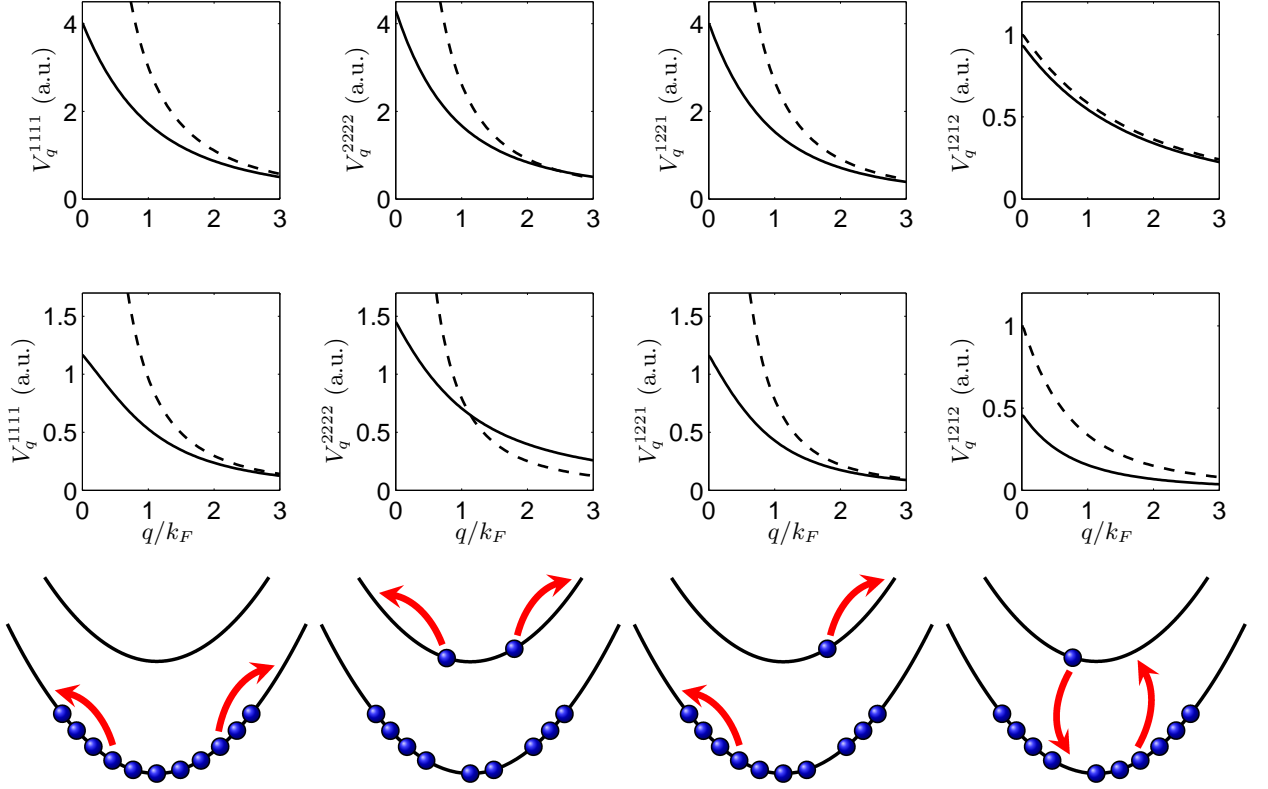 4
2
0
0 1 2 3
V_q^{1111} (a.u.)
4
2
0
0 1 2 3
V_q^{2222} (a.u.)
4
2
0
0 1 2 3
V_q^{1221} (a.u.)
1
0.5
0
0 1 2 3
V_q^{1212} (a.u.)
1.5
1
0.5
0
0 1 2 3
V_q^{1111} (a.u.)
q/k_F
1.5
1
0.5
0
0 1 2 3
V_q^{2222} (a.u.)
q/k_F
1.5
1
0.5
0
0 1 2 3
V_q^{1221} (a.u.)
q/k_F
1
0.5
0
0 1 2 3
V_q^{1212} (a.u.)
q/k_F